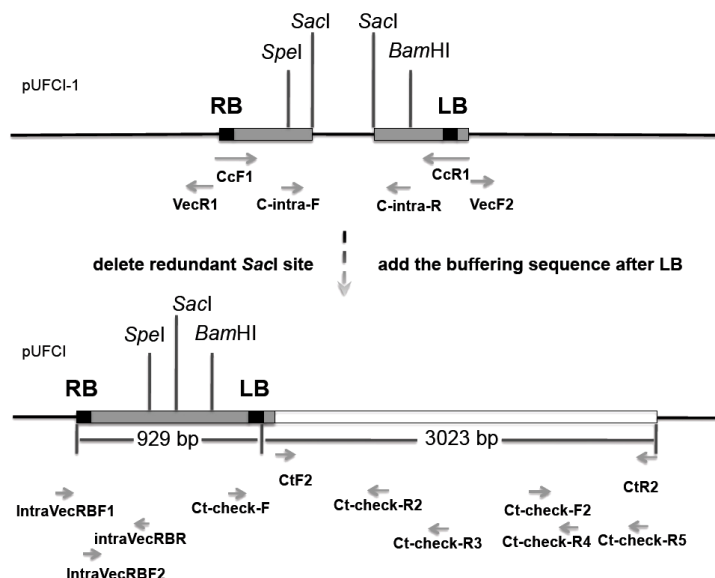 SacI SacI
SpeI BamHI
pUFCI-1
RB LB
CcF1 CcR1
VecR1 C-intra-F C-intra-R VecF2
delete redundant SacI site add the buffering sequence after LB
SacI
SpeI BamHI
pUFCI
RB LB
929 bp 3023 bp
CtF2 CtR2
IntraVecRBF1 Ct-check-F Ct-check-R2 Ct-check-F2
intraVecRBR Ct-check-R3 Ct-check-R4 Ct-check-R5
IntraVecRBF2